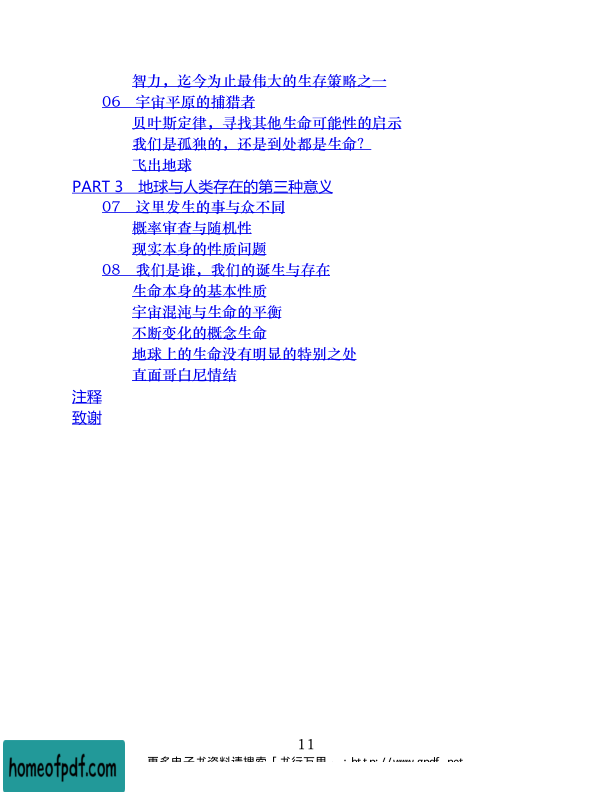 智力，迄今为止最伟大的生存策略之一
06　宇宙平原的捕猎者
贝叶斯定律，寻找其他生命可能性的启示
我们是孤独的，还是到处都是生命？
飞出地球
PART 3　地球与人类存在的第三种意义
07　这里发生的事与众不同
概率审查与随机性
现实本身的性质问题
08　我们是谁，我们的诞生与存在
生命本身的基本性质
宇宙混沌与生命的平衡
不断变化的概念生命
地球上的生命没有明显的特别之处
直面哥白尼情结
注释
致谢
11
更多电子书资料请搜索「书行万里
homeofpdf.com